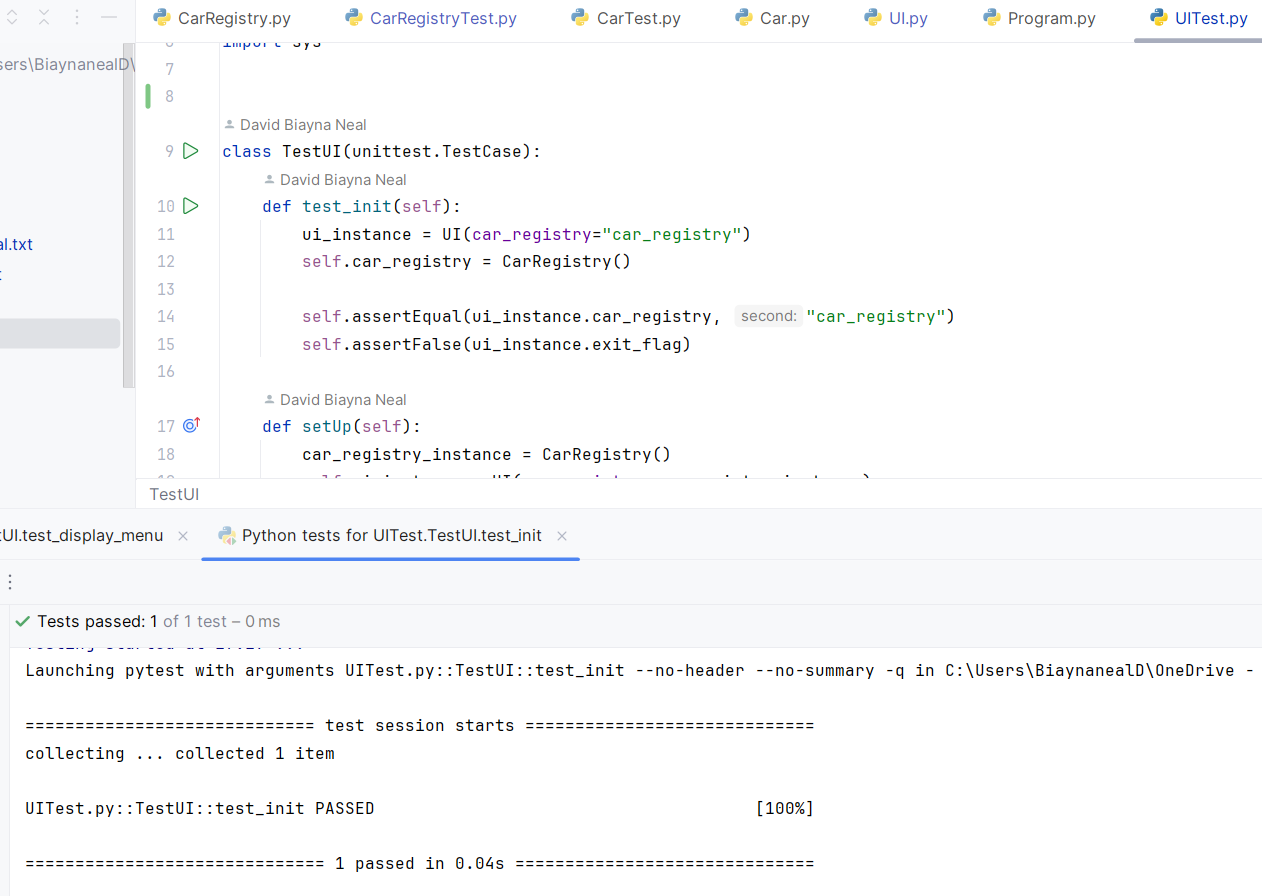 CarRegistry.py CarRegistryTest.py CarTest.py Car.py UI.py Program.py UITest.py
import sys
sers\BiaynanealD\
7
8
David Biayna Neal
9 class TestUI(unittest.TestCase):
David Biayna Neal
10 def test_init(self):
11 ui_instance = UI(car_registry="car_registry")
al.txt
12 self.car_registry = CarRegistry()
13
14 self.assertEqual(ui_instance.car_registry, second: "car_registry")
15 self.assertFalse(ui_instance.exit_flag)
16
David Biayna Neal
17 def setUp(self):
18 car_registry_instance = CarRegistry()
TestUI
tUI.test_display_menu Python tests for UITest.TestUI.test_init
Tests passed: 1 of 1 test – 0 ms
Launching pytest with arguments UITest.py::TestUI::test_init --no-header --no-summary -q in C:\Users\BiaynanealD\OneDrive -
============================= test session starts =============================
collecting ... collected 1 item
UITest.py::TestUI::test_init PASSED [100%]
============================== 1 passed in 0.04s ==============================